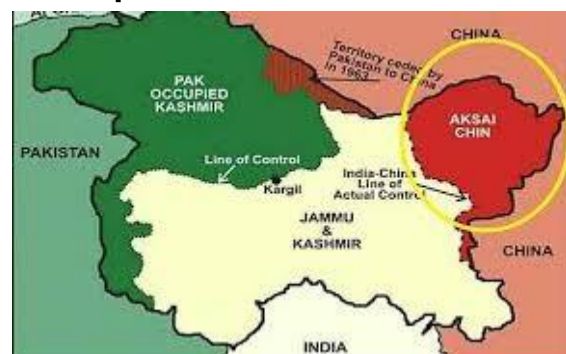 CHINA
Territory ceded by
Pakistan to China
in 1963
PAK
OCCUPIED
KASHMIR
AKSAI
CHIN
PAKISTAN
Line of Control
Kargil
India-China
Line of
Actual Control
JAMMU
&
KASHMIR
CHINA
INDIA